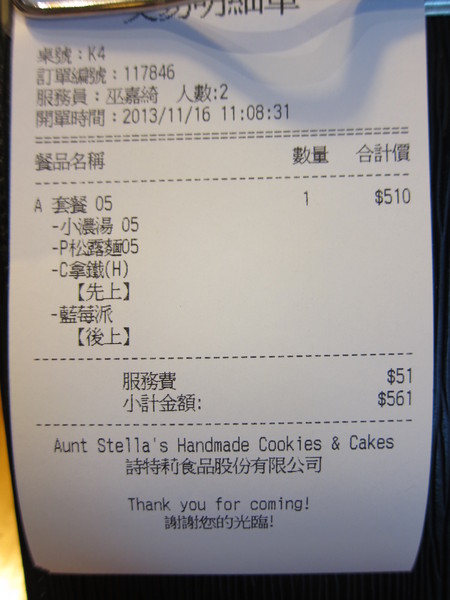 交易明細單
桌號：K4
訂單編號：117846
服務員：巫嘉綺 人數:2
開單時間：2013/11/16 11:08:31
餐品名稱 數量 合計價
A 套餐 05 1 $510
-小濃湯 05
-P松露麵05
-C拿鐵(H)
【先上】
-藍莓派
【後上】
服務費 $51
小計金額: $561
Aunt Stella's Handmade Cookies & Cakes
詩特莉食品股份有限公司
Thank you for coming!
謝謝您的光臨!